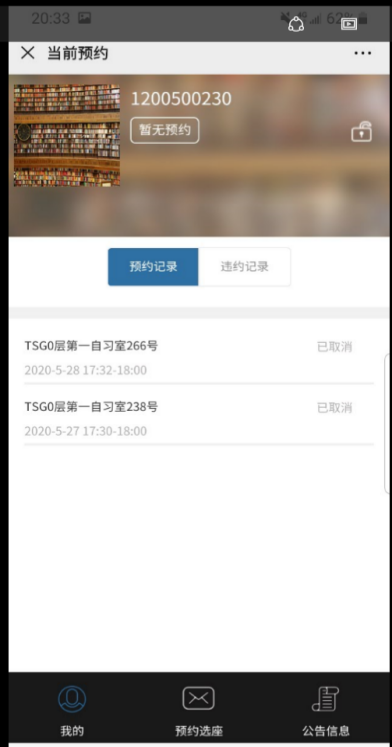 20:33
62%
当前预约
1200500230
暂无预约
预约记录
违约记录
TSG0层第一自习室266号
已取消
2020-5-28 17:32-18:00
TSG0层第一自习室238号
已取消
2020-5-27 17:30-18:00
我的
预约选座
公告信息